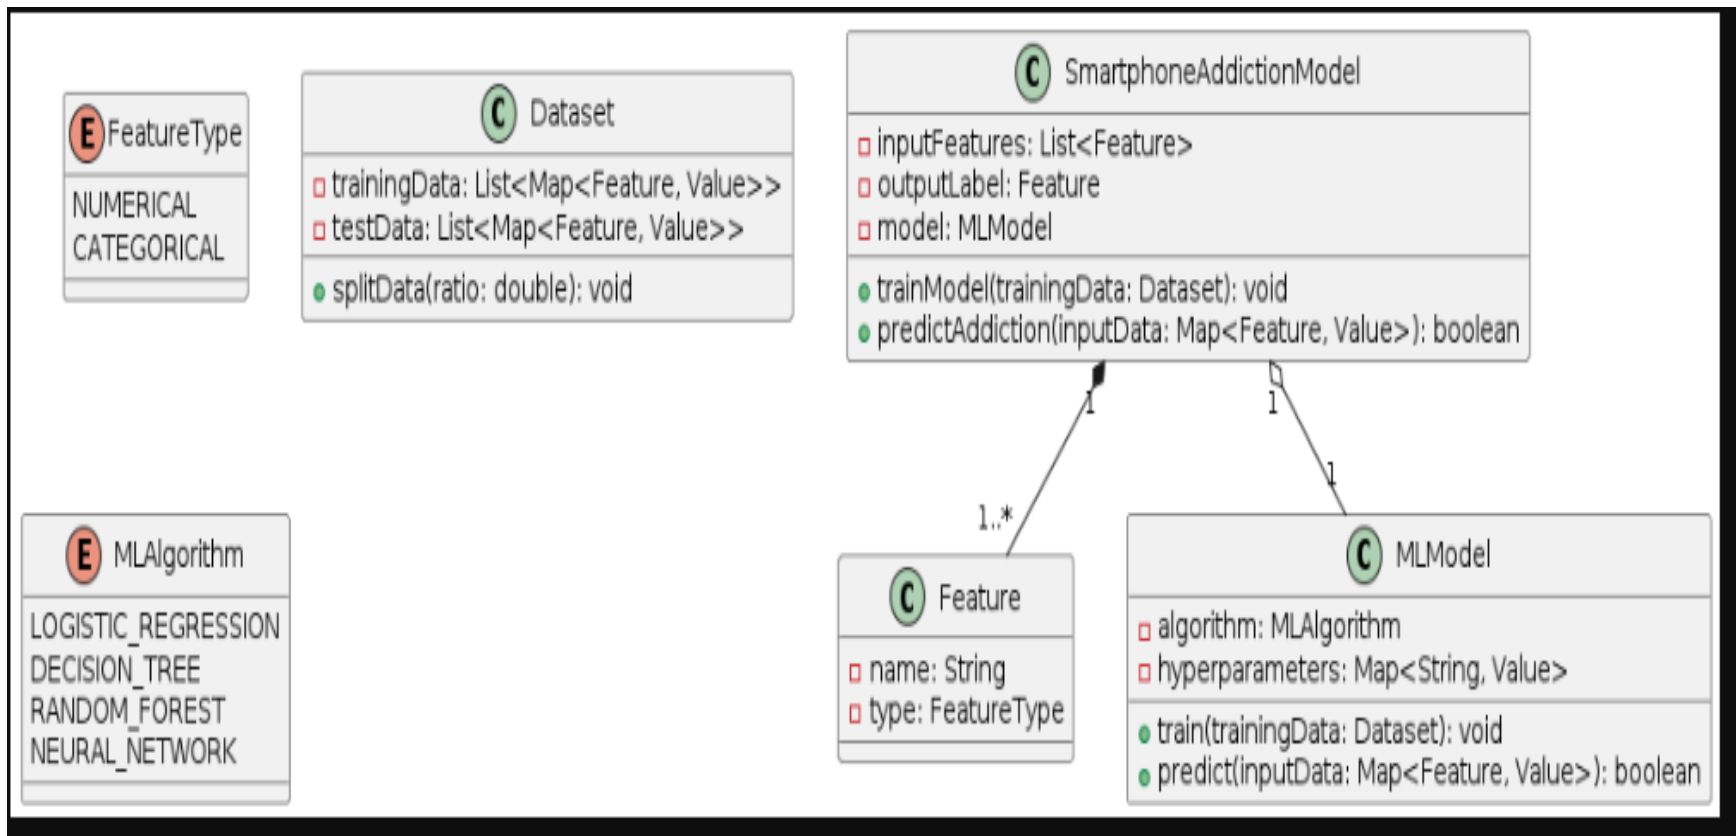 E FeatureType
NUMERICAL
CATEGORICAL
C Dataset
trainingData: List<Map<Feature, Value>>
testData: List<Map<Feature, Value>>
splitData(ratio: double): void
C SmartphoneAddictionModel
inputFeatures: List<Feature>
outputLabel: Feature
model: MLModel
trainModel(trainingData: Dataset): void
predictAddiction(inputData: Map<Feature, Value>): boolean
1
1
1..*
1
E MLAlgorithm
LOGISTIC_REGRESSION
DECISION_TREE
RANDOM_FOREST
NEURAL_NETWORK
C Feature
name: String
type: FeatureType
C MLModel
algorithm: MLAlgorithm
hyperparameters: Map<String, Value>
train(trainingData: Dataset): void
predict(inputData: Map<Feature, Value>): boolean